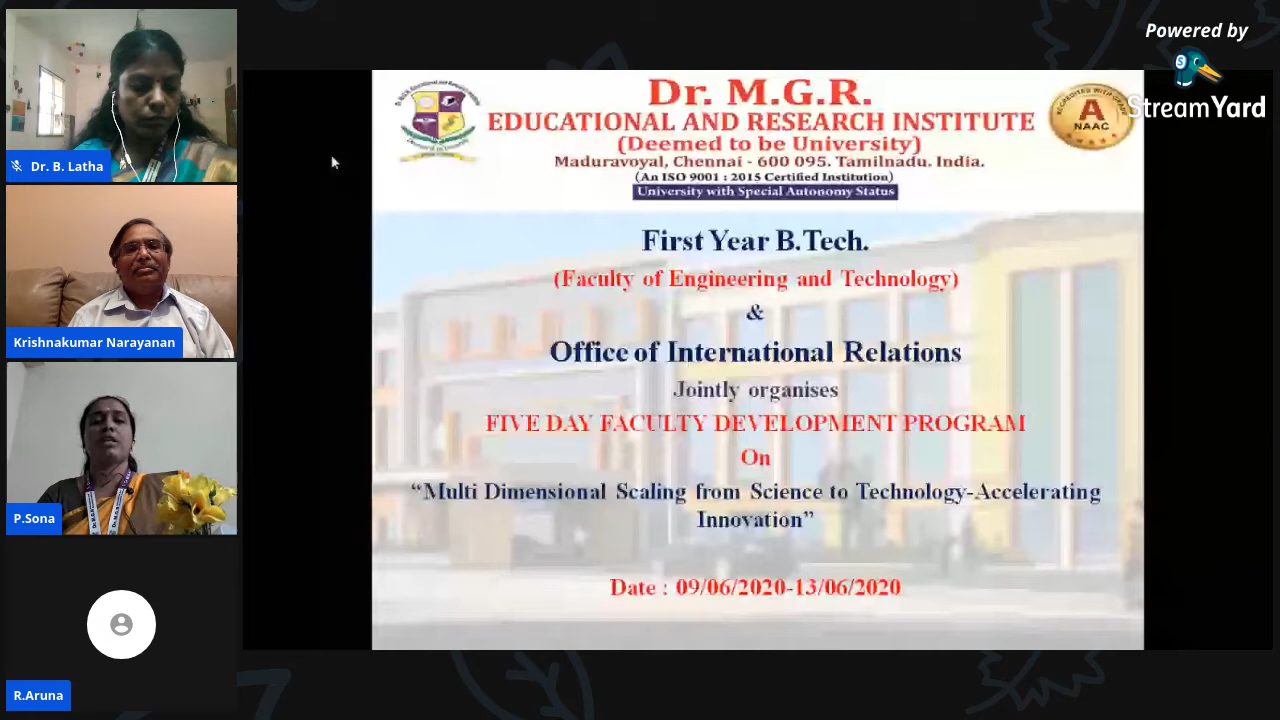 Dr. B. Latha
Krishnakumar Narayanan
P.Sona
R.Aruna
Dr. M.G.R.
EDUCATIONAL AND RESEARCH INSTITUTE
(Deemed to be University)
Maduravoyal, Chennai - 600 095. Tamilnadu. India.
(An ISO 9001 : 2015 Certified Institution)
University with Special Autonomy Status
A
NAAC
First Year B.Tech.
(Faculty of Engineering and Technology)
&
Office of International Relations
Jointly organises
FIVE DAY FACULTY DEVELOPMENT PROGRAM
On
“Multi Dimensional Scaling from Science to Technology-Accelerating
Innovation”
Date : 09/06/2020-13/06/2020
Powered by
StreamYard